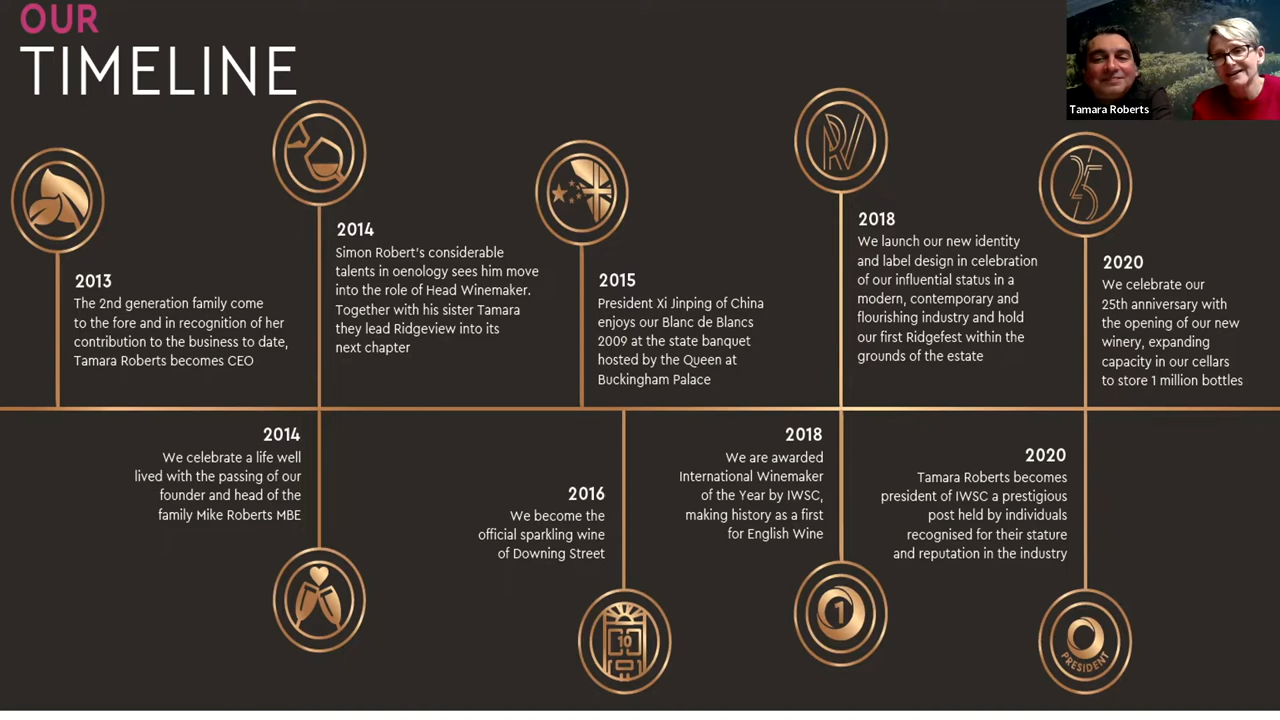 OUR
TIMELINE
Tamara Roberts
2013
The 2nd generation family come
to the fore and in recognition of her
contribution to the business to date,
Tamara Roberts becomes CEO
2014
Simon Robert's considerable
talents in oenology sees him move
into the role of Head Winemaker.
Together with his sister Tamara
they lead Ridgeview into its
next chapter
2015
President Xi Jinping of China
enjoys our Blanc de Blancs
2009 at the state banquet
hosted by the Queen at
Buckingham Palace
RV
2018
We launch our new identity
and label design in celebration
of our influential status in a
modern, contemporary and
flourishing industry and hold
our first Ridgefest within the
grounds of the estate
25
2020
We celebrate our
25th anniversary with
the opening of our new
winery, expanding
capacity in our cellars
to store 1 million bottles
2014
We celebrate a life well
lived with the passing of our
founder and head of the
family Mike Roberts MBE
2016
We become the
official sparkling wine
of Downing Street
10
2018
We are awarded
International Winemaker
of the Year by IWSC,
making history as a first
for English Wine
1
2020
Tamara Roberts becomes
president of IWSC a prestigious
post held by individuals
recognised for their stature
and reputation in the industry
PRESIDENT